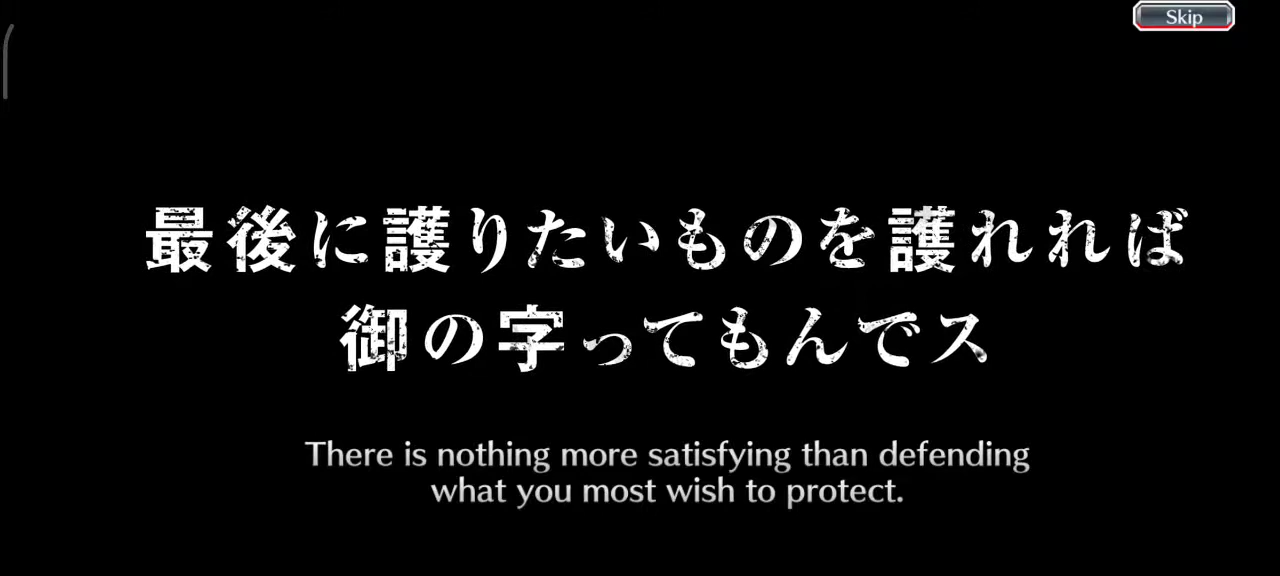 Skip
最後に護りたいものを護れれば
御の字ってもんでス
There is nothing more satisfying than defending
what you most wish to protect.